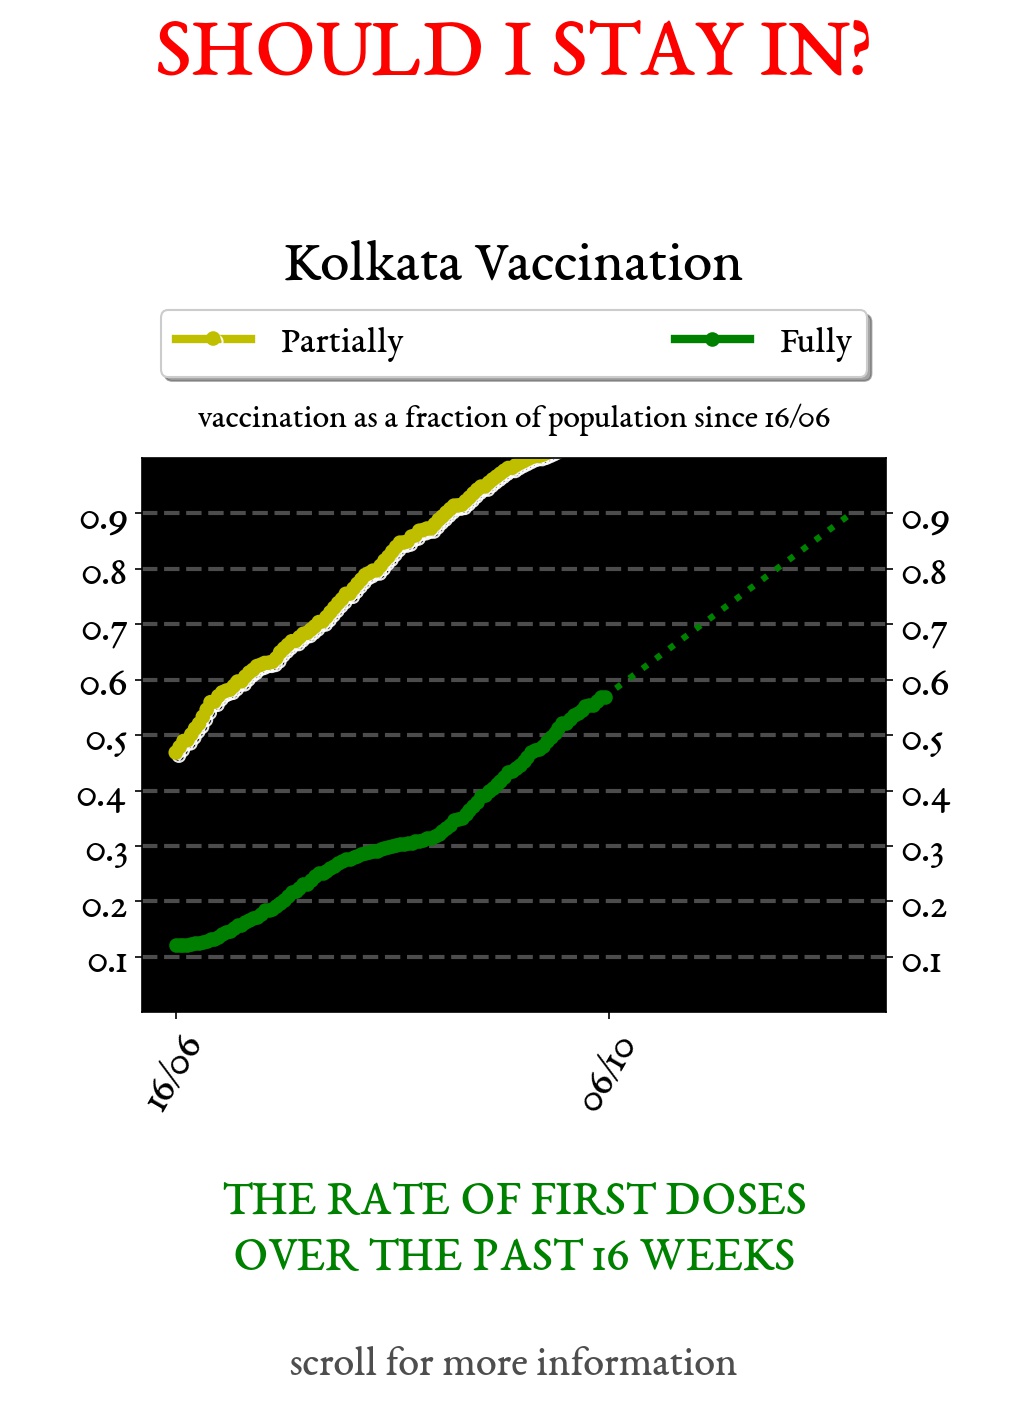 SHOULD I STAY IN?
Kolkata Vaccination
Partially
Fully
vaccination as a fraction of population since 16/06
0.9 0.9
0.8 0.8
0.7 0.7
0.6 0.6
0.5 0.5
0.4 0.4
0.3 0.3
0.2 0.2
0.1 0.1
16/06
06/10
THE RATE OF FIRST DOSES
OVER THE PAST 16 WEEKS
scroll for more information